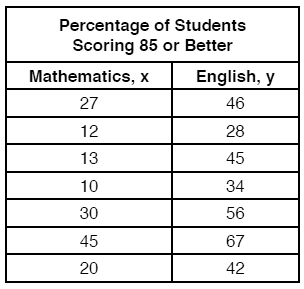 Percentage of Students
Scoring 85 or Better
Mathematics, x English, y
27 46
12 28
13 45
10 34
30 56
45 67
20 42